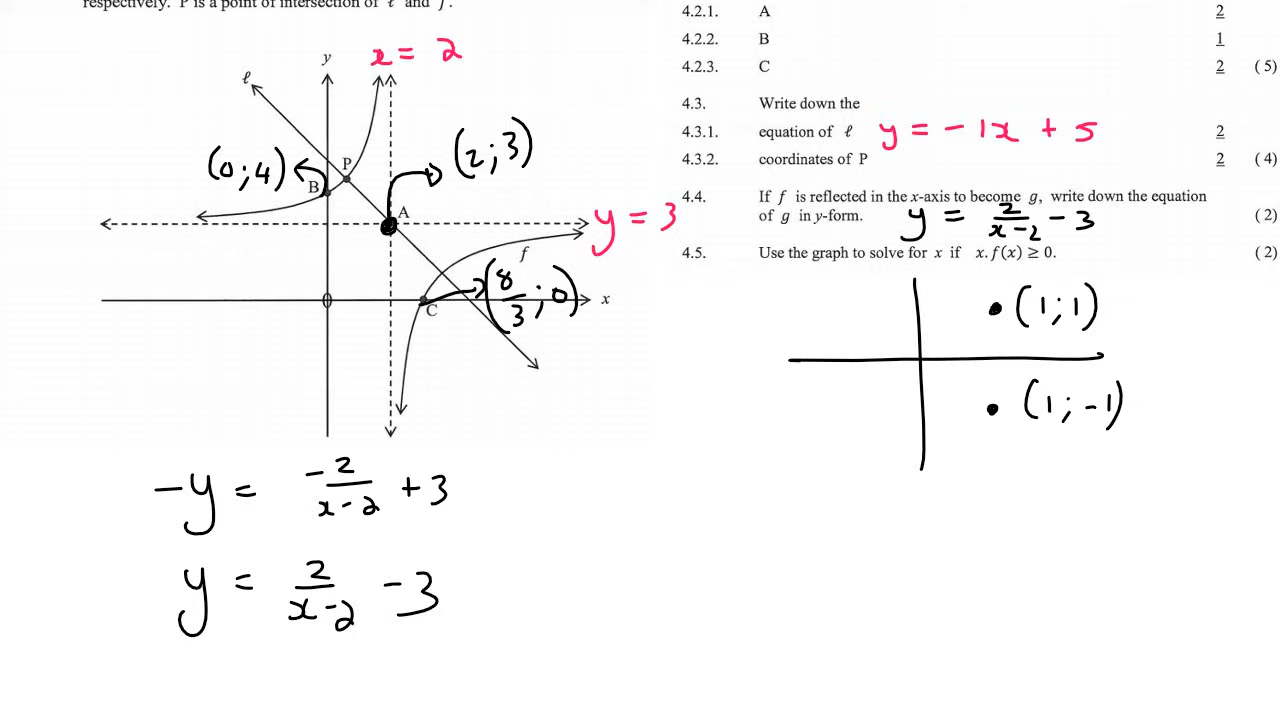 respectively. P is a point of intersection of ℓ and f.
x = 2
y
ℓ
(0;4)
P
B
(2;3)
A
y = 3
f
(8/3;0)
0
C
x
-y = -2/(x-2) + 3
y = 2/(x-2) - 3
4.2.1. A 2
4.2.2. B 1
4.2.3. C 2 (5)
4.3. Write down the
4.3.1. equation of ℓ y = -1x + 5 2
4.3.2. coordinates of P 2 (4)
4.4. If f is reflected in the x-axis to become g, write down the equation
of g in y-form. y = 2/(x-2) - 3 (2)
4.5. Use the graph to solve for x if x.f(x) ≥ 0. (2)
(1;1)
(1;-1)